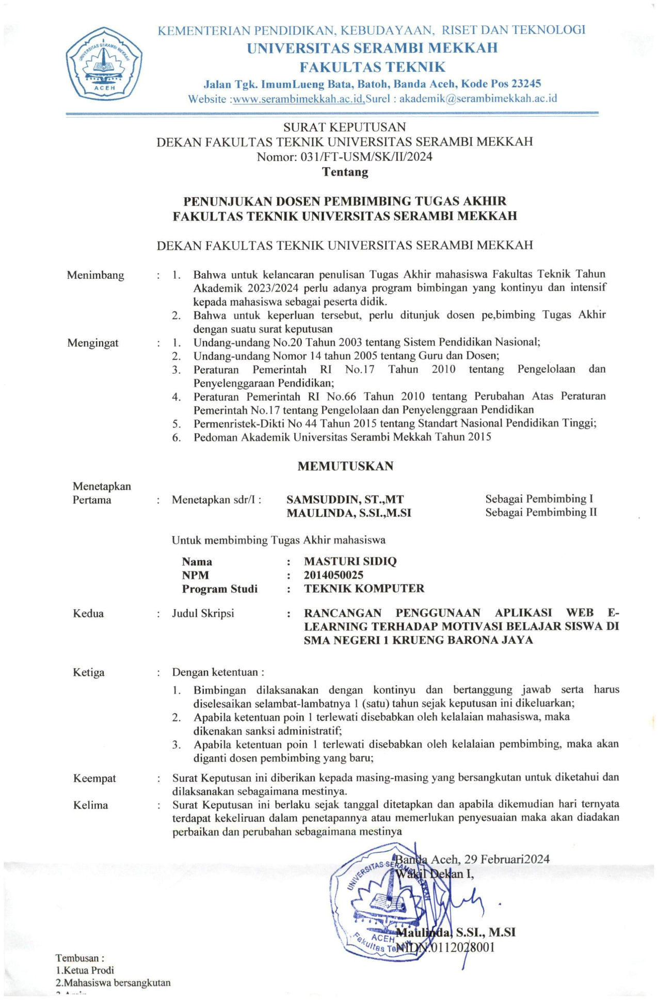 UNIVERSITAS SERAMBI MEKKAH
ACEH
KEMENTERIAN PENDIDIKAN, KEBUDAYAAN, RISET DAN TEKNOLOGI
UNIVERSITAS SERAMBI MEKKAH
FAKULTAS TEKNIK
Jalan Tgk. ImumLueng Bata, Batoh, Banda Aceh, Kode Pos 23245
Website :www.serambimekkah.ac.id,Surel : akademik@serambimekkah.ac.id
SURAT KEPUTUSAN
DEKAN FAKULTAS TEKNIK UNIVERSITAS SERAMBI MEKKAH
Nomor: 031/FT-USM/SK/II/2024
Tentang
PENUNJUKAN DOSEN PEMBIMBING TUGAS AKHIR
FAKULTAS TEKNIK UNIVERSITAS SERAMBI MEKKAH
DEKAN FAKULTAS TEKNIK UNIVERSITAS SERAMBI MEKKAH
Menimbang : 1. Bahwa untuk kelancaran penulisan Tugas Akhir mahasiswa Fakultas Teknik Tahun
Akademik 2023/2024 perlu adanya program bimbingan yang kontinyu dan intensif
kepada mahasiswa sebagai peserta didik.
2. Bahwa untuk keperluan tersebut, perlu ditunjuk dosen pe,bimbing Tugas Akhir
dengan suatu surat keputusan
Mengingat : 1. Undang-undang No.20 Tahun 2003 tentang Sistem Pendidikan Nasional;
2. Undang-undang Nomor 14 tahun 2005 tentang Guru dan Dosen;
3. Peraturan Pemerintah RI No.17 Tahun 2010 tentang Pengelolaan dan
Penyelenggaraan Pendidikan;
4. Peraturan Pemerintah RI No.66 Tahun 2010 tentang Perubahan Atas Peraturan
Pemerintah No.17 tentang Pengelolaan dan Penyelenggraan Pendidikan
5. Permenristek-Dikti No 44 Tahun 2015 tentang Standart Nasional Pendidikan Tinggi;
6. Pedoman Akademik Universitas Serambi Mekkah Tahun 2015
MEMUTUSKAN
Menetapkan
Pertama : Menetapkan sdr/I : SAMSUDDIN, ST.,MT Sebagai Pembimbing I
MAULINDA, S.SI.,M.SI Sebagai Pembimbing II
Untuk membimbing Tugas Akhir mahasiswa
Nama : MASTURI SIDIQ
NPM : 2014050025
Program Studi : TEKNIK KOMPUTER
Kedua : Judul Skripsi : RANCANGAN PENGGUNAAN APLIKASI WEB E-
LEARNING TERHADAP MOTIVASI BELAJAR SISWA DI
SMA NEGERI 1 KRUENG BARONA JAYA
Ketiga : Dengan ketentuan :
1. Bimbingan dilaksanakan dengan kontinyu dan bertanggung jawab serta harus
diselesaikan selambat-lambatnya 1 (satu) tahun sejak keputusan ini dikeluarkan;
2. Apabila ketentuan poin 1 terlewati disebabkan oleh kelalaian mahasiswa, maka
dikenakan sanksi administratif;
3. Apabila ketentuan poin 1 terlewati disebabkan oleh kelalaian pembimbing, maka akan
diganti dosen pembimbing yang baru;
Keempat : Surat Keputusan ini diberikan kepada masing-masing yang bersangkutan untuk diketahui dan
dilaksanakan sebagaimana mestinya.
Kelima : Surat Keputusan ini berlaku sejak tanggal ditetapkan dan apabila dikemudian hari ternyata
terdapat kekeliruan dalam penetapannya atau memerlukan penyesuaian maka akan diadakan
perbaikan dan perubahan sebagaimana mestinya
Banda Aceh, 29 Februari2024
Wakil Dekan I,
UNIVERSITAS SERAMBI MEKKAH
ACEH
Fakultas Teknik
Maulinda, S.SI., M.SI
NIDN.0112028001
Tembusan :
1.Ketua Prodi
2.Mahasiswa bersangkutan